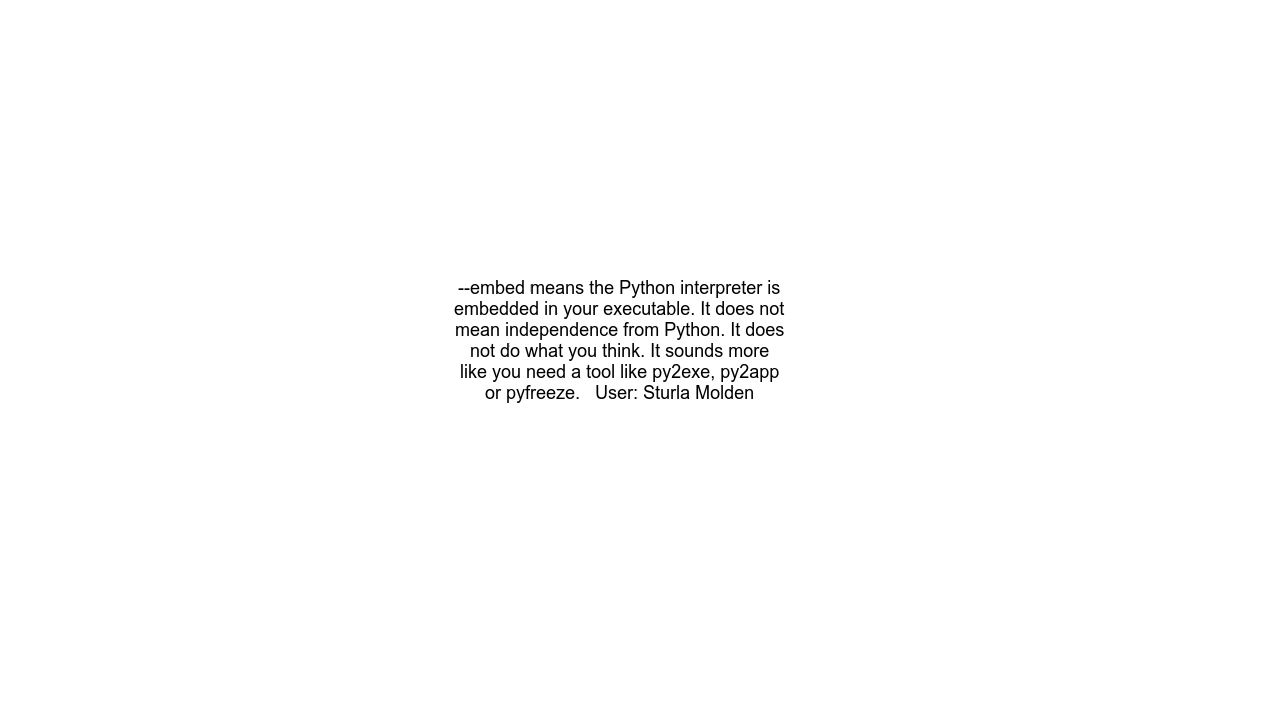 --embed means the Python interpreter is
embedded in your executable. It does not
mean independence from Python. It does
not do what you think. It sounds more
like you need a tool like py2exe, py2app
or pyfreeze.   User: Sturla Molden